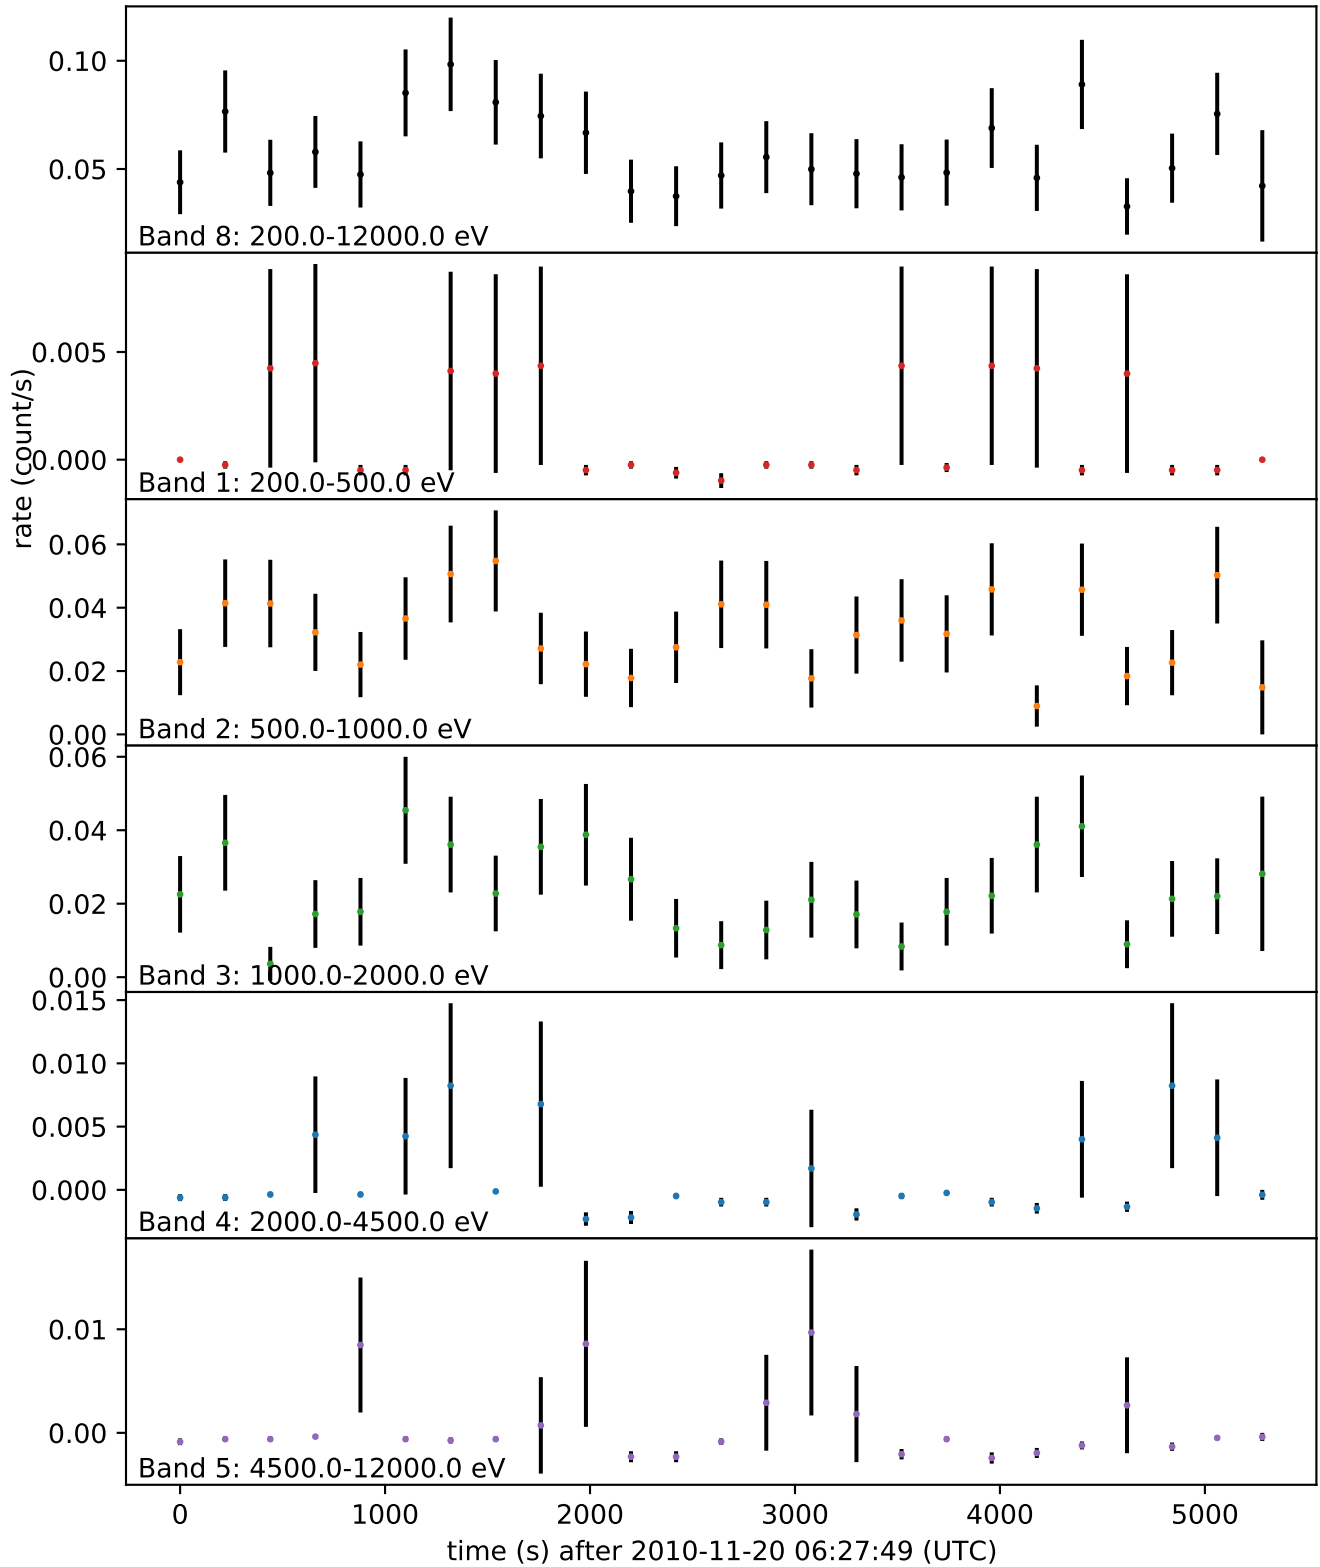 0.10
0.05
Band 8: 200.0-12000.0 eV
0.005
0.000
Band 1: 200.0-500.0 eV
rate (count/s)
0.06
0.04
0.02
0.00
Band 2: 500.0-1000.0 eV
0.06
0.04
0.02
0.00
Band 3: 1000.0-2000.0 eV
0.015
0.010
0.005
0.000
Band 4: 2000.0-4500.0 eV
0.01
0.00
Band 5: 4500.0-12000.0 eV
0 1000 2000 3000 4000 5000
time (s) after 2010-11-20 06:27:49 (UTC)